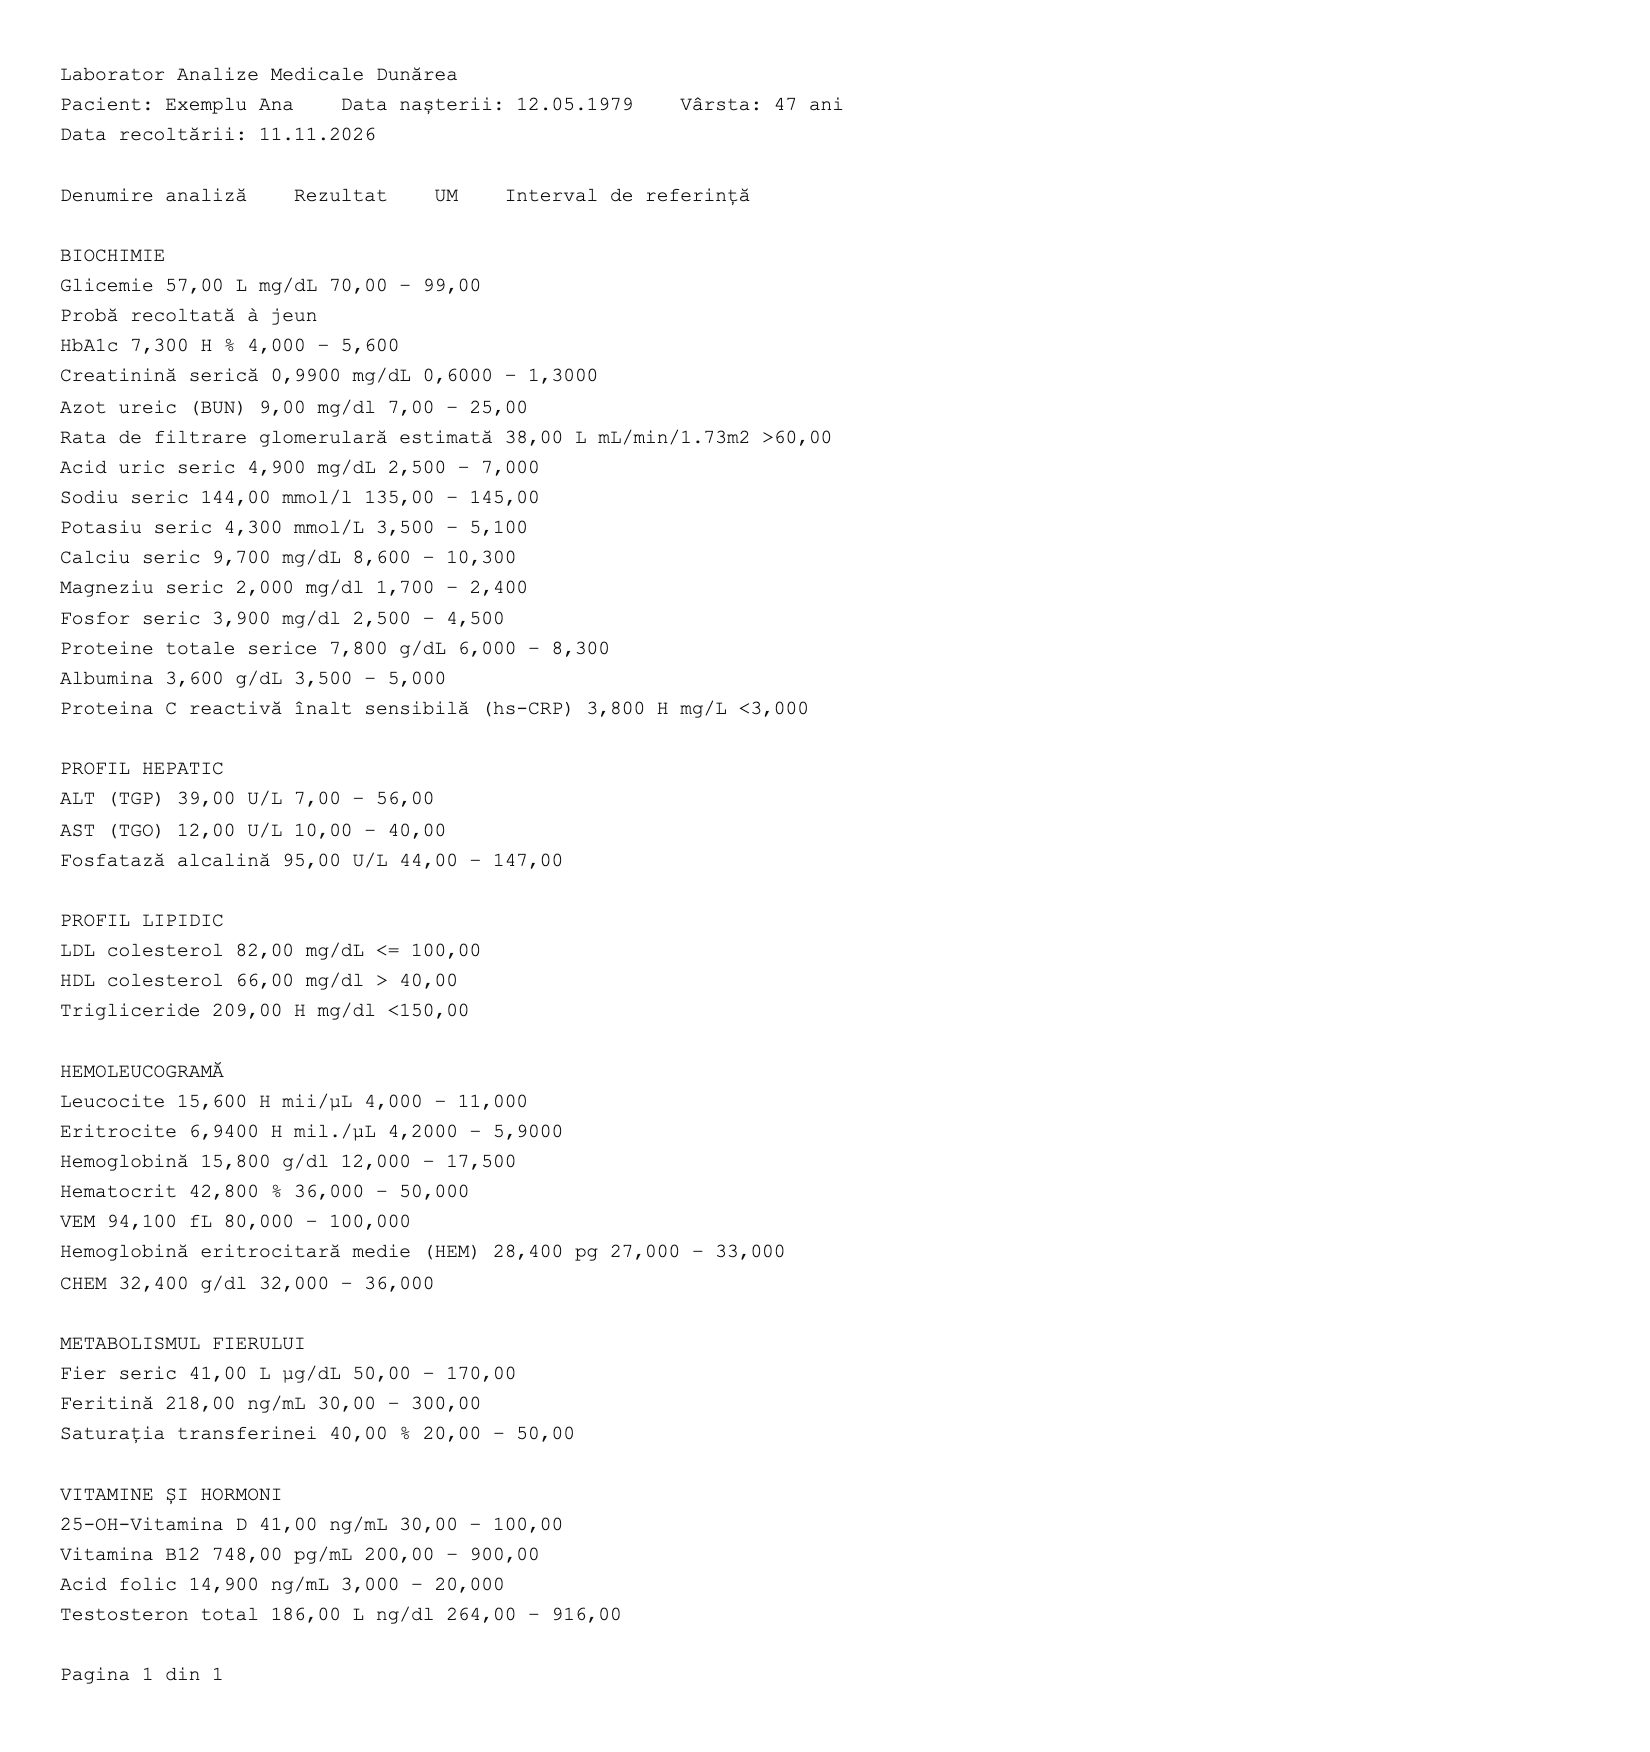 Laborator Analize Medicale Dunărea
Pacient: Exemplu Ana    Data nașterii: 12.05.1979    Vârsta: 47 ani
Data recoltării: 11.11.2026

Denumire analiză    Rezultat    UM    Interval de referință

BIOCHIMIE
Glicemie 57,00 L mg/dL 70,00 – 99,00
Probă recoltată à jeun
HbA1c 7,300 H % 4,000 – 5,600
Creatinină serică 0,9900 mg/dL 0,6000 – 1,3000
Azot ureic (BUN) 9,00 mg/dl 7,00 – 25,00
Rata de filtrare glomerulară estimată 38,00 L mL/min/1.73m2 >60,00
Acid uric seric 4,900 mg/dL 2,500 – 7,000
Sodiu seric 144,00 mmol/l 135,00 – 145,00
Potasiu seric 4,300 mmol/L 3,500 – 5,100
Calciu seric 9,700 mg/dL 8,600 – 10,300
Magneziu seric 2,000 mg/dl 1,700 – 2,400
Fosfor seric 3,900 mg/dl 2,500 – 4,500
Proteine totale serice 7,800 g/dL 6,000 – 8,300
Albumina 3,600 g/dL 3,500 – 5,000
Proteina C reactivă înalt sensibilă (hs-CRP) 3,800 H mg/L <3,000

PROFIL HEPATIC
ALT (TGP) 39,00 U/L 7,00 – 56,00
AST (TGO) 12,00 U/L 10,00 – 40,00
Fosfatază alcalină 95,00 U/L 44,00 – 147,00

PROFIL LIPIDIC
LDL colesterol 82,00 mg/dL <= 100,00
HDL colesterol 66,00 mg/dl > 40,00
Trigliceride 209,00 H mg/dl <150,00

HEMOLEUCOGRAMĂ
Leucocite 15,600 H mii/µL 4,000 – 11,000
Eritrocite 6,9400 H mil./µL 4,2000 – 5,9000
Hemoglobină 15,800 g/dl 12,000 – 17,500
Hematocrit 42,800 % 36,000 – 50,000
VEM 94,100 fL 80,000 – 100,000
Hemoglobină eritrocitară medie (HEM) 28,400 pg 27,000 – 33,000
CHEM 32,400 g/dl 32,000 – 36,000

METABOLISMUL FIERULUI
Fier seric 41,00 L µg/dL 50,00 – 170,00
Feritină 218,00 ng/mL 30,00 – 300,00
Saturația transferinei 40,00 % 20,00 – 50,00

VITAMINE ȘI HORMONI
25-OH-Vitamina D 41,00 ng/mL 30,00 – 100,00
Vitamina B12 748,00 pg/mL 200,00 – 900,00
Acid folic 14,900 ng/mL 3,000 – 20,000
Testosteron total 186,00 L ng/dl 264,00 – 916,00

Pagina 1 din 1